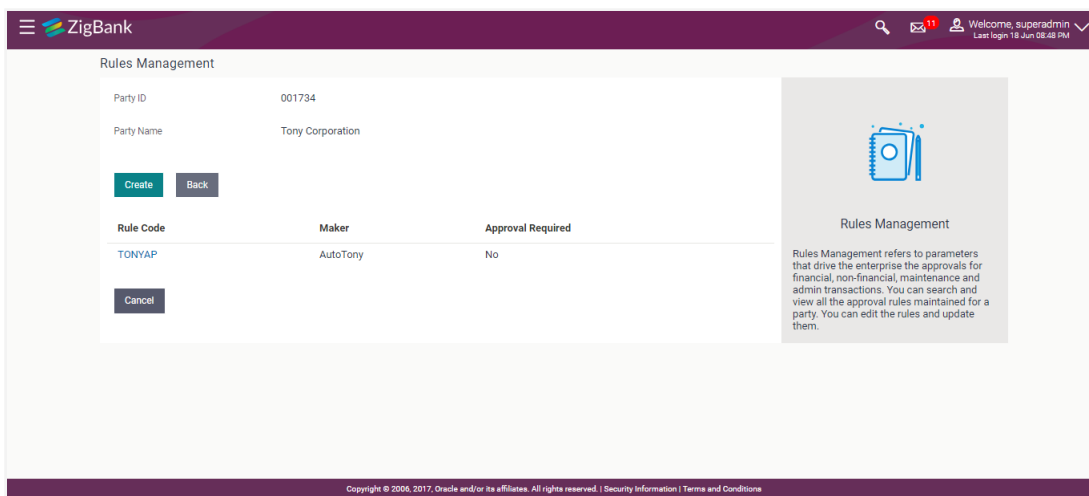 ZigBank
11
Welcome, superadmin
Last login 18 Jun 08:48 PM
Rules Management
Party ID 001734
Party Name Tony Corporation
Create Back
Rule Code Maker Approval Required
TONYAP AutoTony No
Cancel
Rules Management
Rules Management refers to parameters
that drive the enterprise the approvals for
financial, non-financial, maintenance and
admin transactions. You can search and
view all the approval rules maintained for a
party. You can edit the rules and update
them.
Copyright © 2006, 2017, Oracle and/or its affiliates. All rights reserved. | Security Information | Terms and Conditions